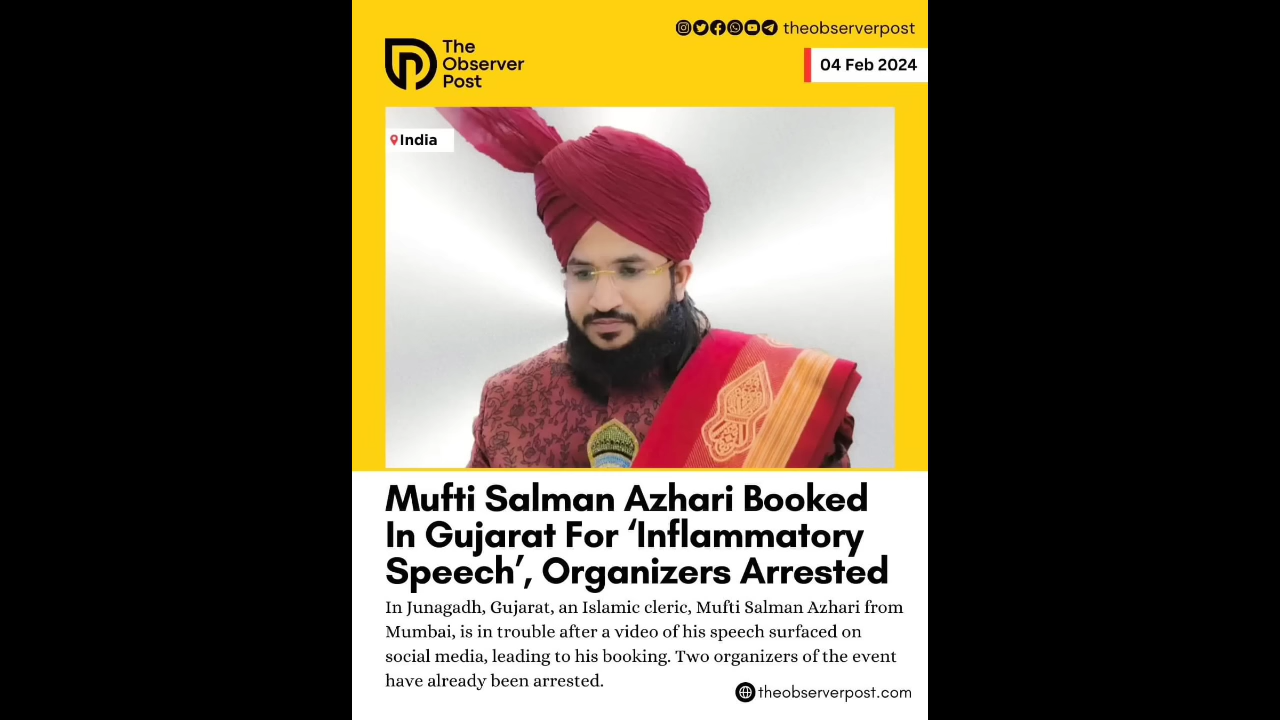 theobserverpost
The
Observer
Post
04 Feb 2024
India
Mufti Salman Azhari Booked
In Gujarat For ‘Inflammatory
Speech’, Organizers Arrested
In Junagadh, Gujarat, an Islamic cleric, Mufti Salman Azhari from
Mumbai, is in trouble after a video of his speech surfaced on
social media, leading to his booking. Two organizers of the event
have already been arrested.
theobserverpost.com